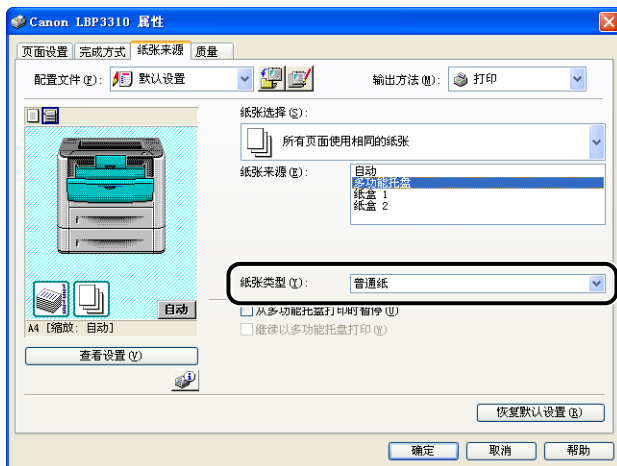 Canon LBP3310 属性
页面设置 完成方式 纸张来源 质量
配置文件(F): 默认设置 输出方法(M): 打印
纸张选择(S):
所有页面使用相同的纸张
纸张来源(E):
自动
多功能托盘
纸盒 1
纸盒 2
纸张类型(Y): 普通纸
自动
从多功能托盘打印时暂停(U)
A4 [缩放: 自动]
继续以多功能托盘打印(N)
查看设置(V)
恢复默认设置(R)
确定 取消 帮助